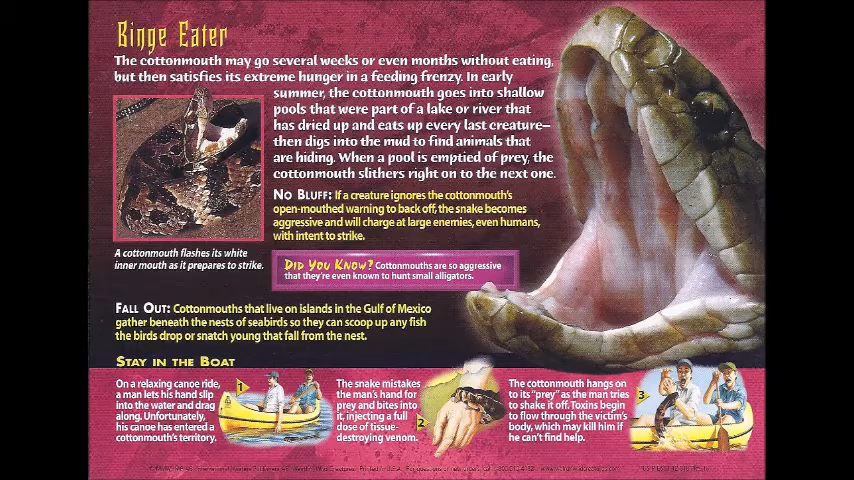 Binge Eater
The cottonmouth may go several weeks or even months without eating,
but then satisfies its extreme hunger in a feeding frenzy. In early
summer, the cottonmouth goes into shallow
pools that were part of a lake or river that
has dried up and eats up every last creature—
then digs into the mud to find animals that
are hiding. When a pool is emptied of prey, the
cottonmouth slithers right on to the next one.
A cottonmouth flashes its white
inner mouth as it prepares to strike.
No Bluff: If a creature ignores the cottonmouth's
open-mouthed warning to back off, the snake becomes
aggressive and will charge at large enemies, even humans,
with intent to strike.
Did You Know? Cottonmouths are so aggressive
that they're even known to hunt small alligators.
Fall Out: Cottonmouths that live on islands in the Gulf of Mexico
gather beneath the nests of seabirds so they can scoop up any fish
the birds drop or snatch young that fall from the nest.
Stay in the Boat
On a relaxing canoe ride,
a man lets his hand slip
into the water and drag
along. Unfortunately,
his canoe has entered a
cottonmouth's territory.
1
The snake mistakes
the man's hand for
prey and bites into
it, injecting a full
dose of tissue-
destroying venom.
2
The cottonmouth hangs on
to its "prey" as the man tries
to shake it off. Toxins begin
to flow through the victim's
body, which may kill him if
he can't find help.
3